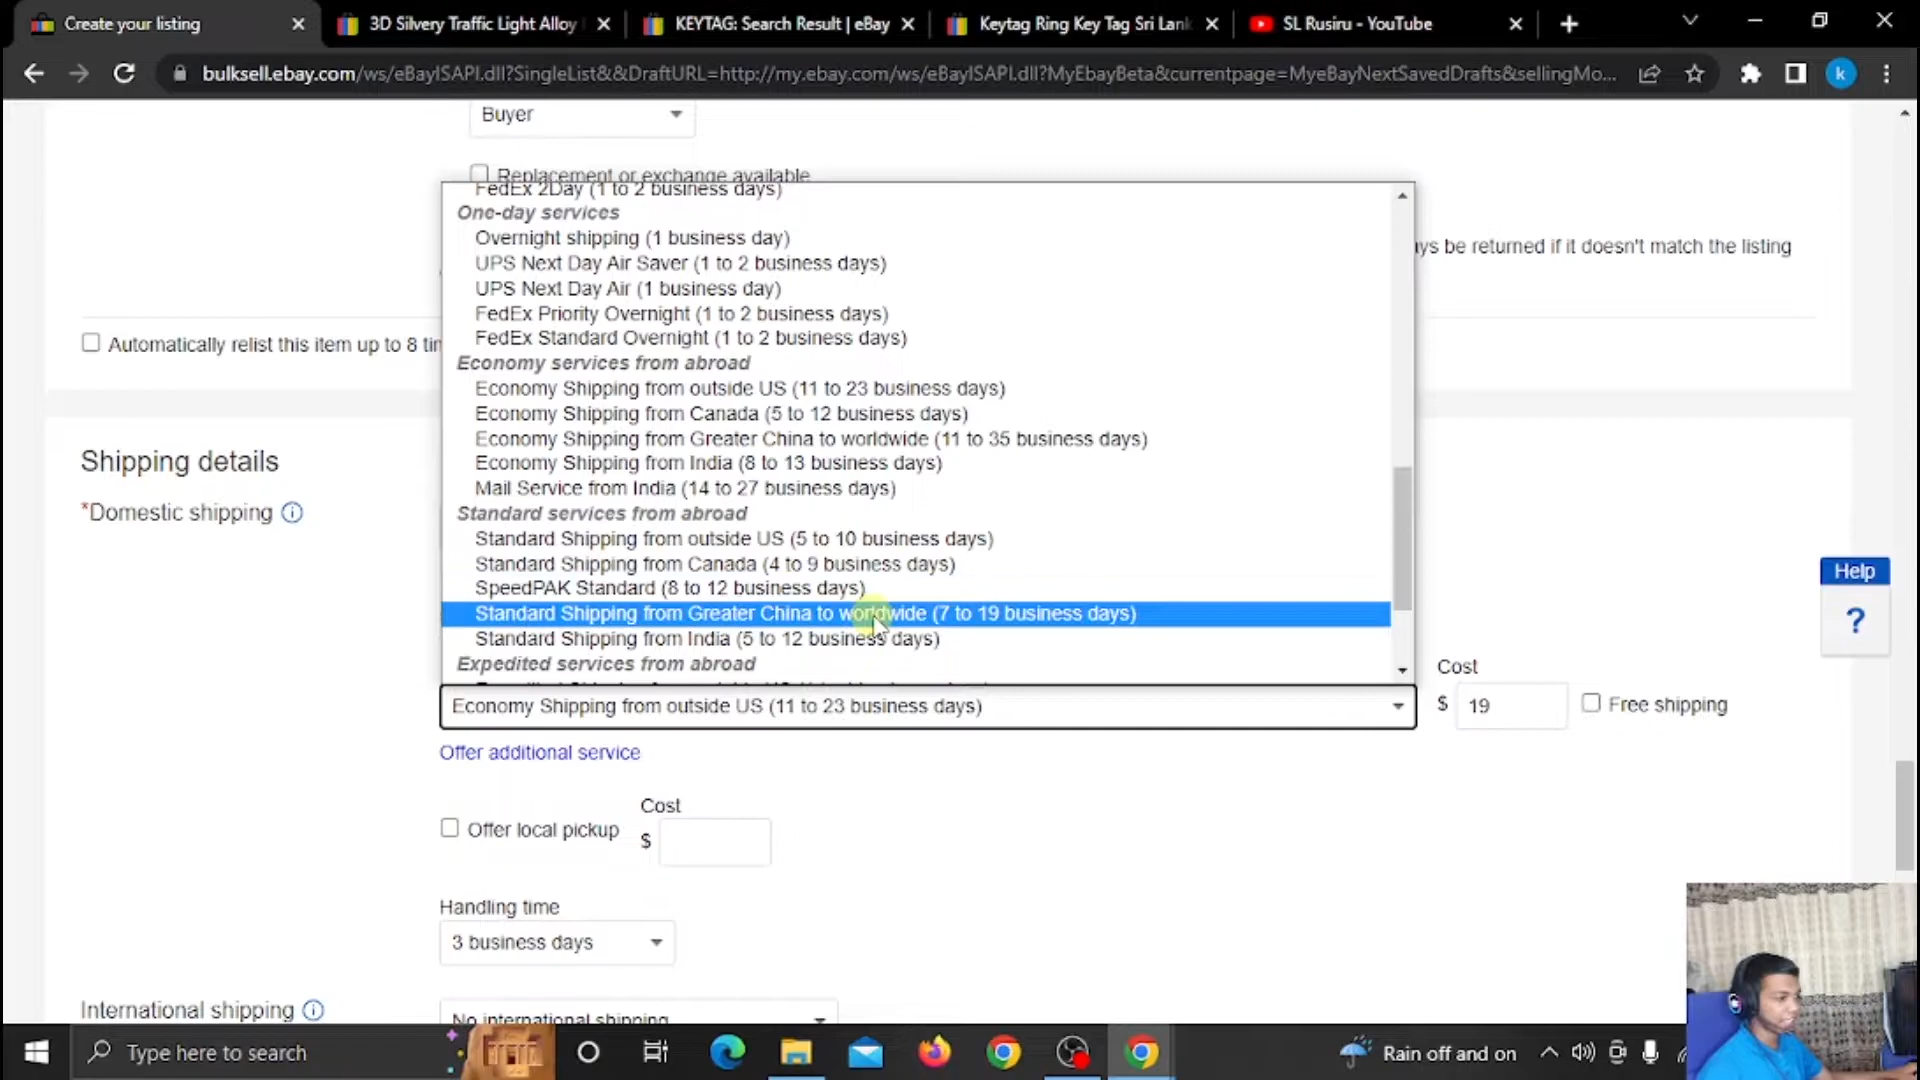 Create your listing
3D Silvery Traffic Light Alloy
KEYTAG: Search Result | eBay
Keytag Ring Key Tag Sri Lank
SL Rusiru - YouTube
bulksell.ebay.com/ws/eBayISAPI.dll?SingleList&&DraftURL=http://my.ebay.com/ws/eBayISAPI.dll?MyEbayBeta&currentpage=MyeBayNextSavedDrafts&sellingMo...
k
Buyer
Replacement or exchange available
FedEx 2Day (1 to 2 business days)
One-day services
Overnight shipping (1 business day)
ys be returned if it doesn't match the listing
UPS Next Day Air Saver (1 to 2 business days)
UPS Next Day Air (1 business day)
FedEx Priority Overnight (1 to 2 business days)
FedEx Standard Overnight (1 to 2 business days)
Automatically relist this item up to 8 tin
Economy services from abroad
Economy Shipping from outside US (11 to 23 business days)
Economy Shipping from Canada (5 to 12 business days)
Economy Shipping from Greater China to worldwide (11 to 35 business days)
Economy Shipping from India (8 to 13 business days)
Mail Service from India (14 to 27 business days)
Shipping details
*Domestic shipping
Standard services from abroad
Standard Shipping from outside US (5 to 10 business days)
Standard Shipping from Canada (4 to 9 business days)
SpeedPAK Standard (8 to 12 business days)
Standard Shipping from Greater China to worldwide (7 to 19 business days)
Standard Shipping from India (5 to 12 business days)
Expedited services from abroad
Help
?
Cost
Economy Shipping from outside US (11 to 23 business days)
$ 19
Free shipping
Offer additional service
Cost
Offer local pickup
$
Handling time
3 business days
International shipping
No international shipping
Type here to search
Rain off and on